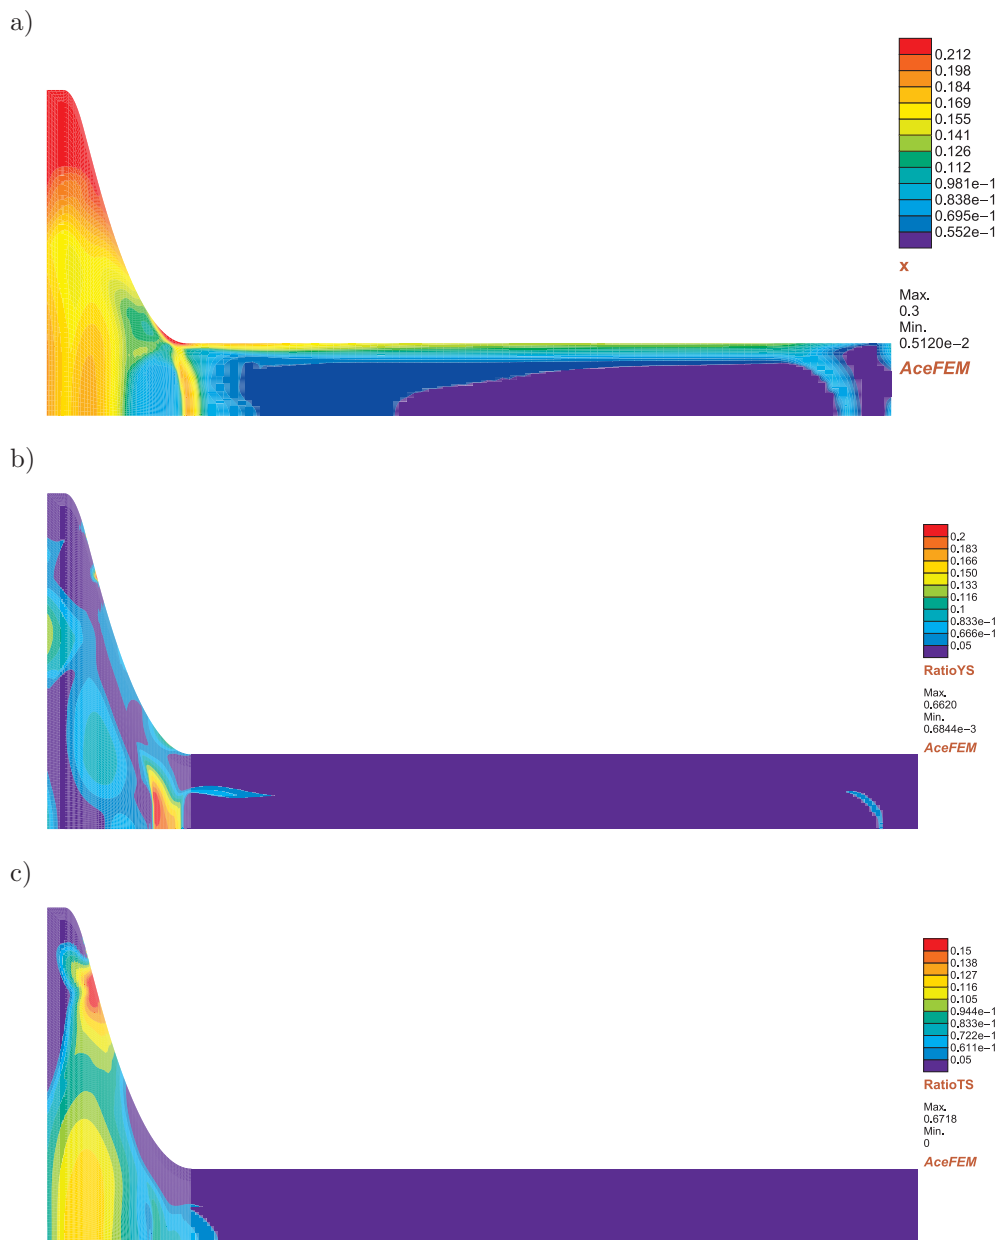 a)
0.212
0.198
0.184
0.169
0.155
0.141
0.126
0.112
0.981e-1
0.838e-1
0.695e-1
0.552e-1
x
Max.
0.3
Min.
0.5120e-2
AceFEM
b)
0.2
0.183
0.166
0.150
0.133
0.116
0.1
0.833e-1
0.666e-1
0.05
RatioYS
Max.
0.6620
Min.
0.6844e-3
AceFEM
c)
0.15
0.138
0.127
0.116
0.105
0.944e-1
0.833e-1
0.722e-1
0.611e-1
0.05
RatioTS
Max.
0.6718
Min.
0
AceFEM